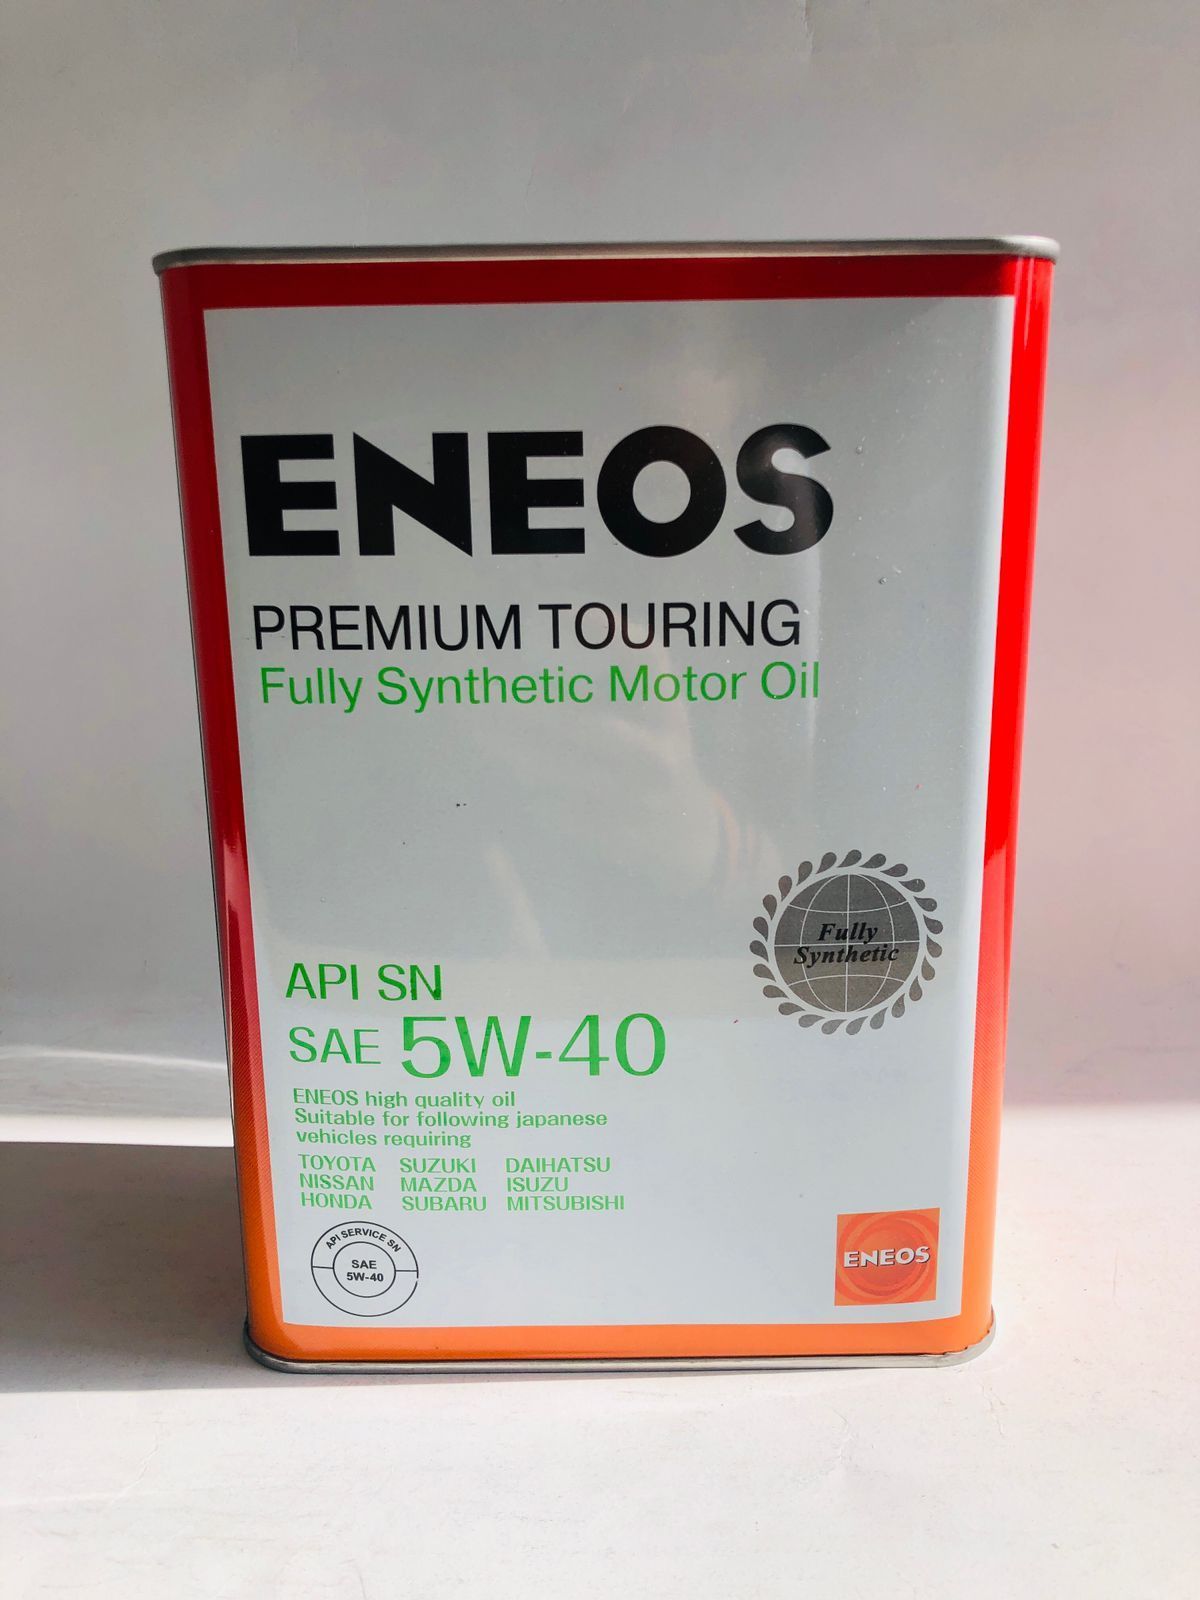 ENEOS
PREMIUM TOURING
Fully Synthetic Motor Oil
Fully
Synthetic
API SN
SAE 5W-40
ENEOS high quality oil
Suitable for following japanese
vehicles requiring
TOYOTA SUZUKI DAIHATSU
NISSAN MAZDA ISUZU
HONDA SUBARU MITSUBISHI
API SERVICE SN
SAE
5W-40
ENEOS